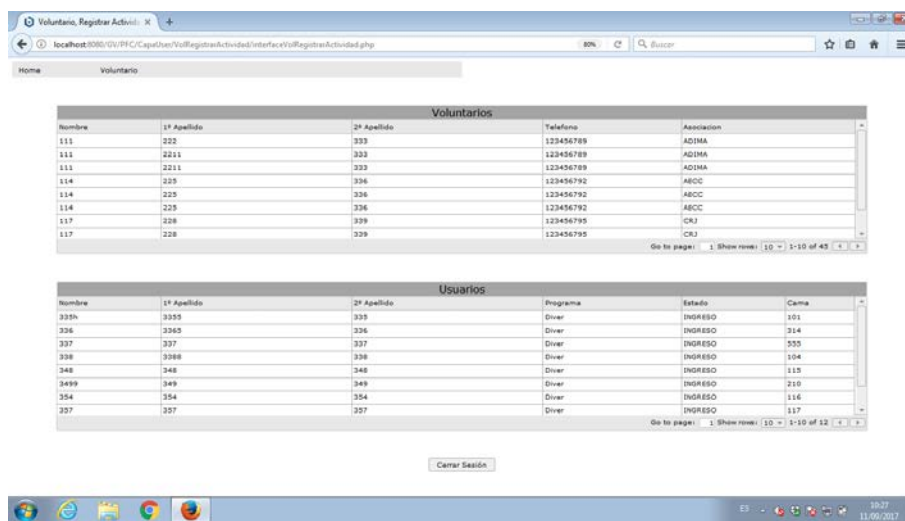 Voluntario, Registrar Activid
localhost:8080/GV/PFC/CapaUser/VolRegistrarActividad/interfaceVolRegistrarActividad.php 80% Buscar
Home Voluntario
Voluntarios
Nombre 1º Apellido 2º Apellido Telefono Asociacion
111 222 333 123456789 ADIMA
111 2211 333 123456789 ADIMA
111 2211 333 123456789 ADIMA
114 225 336 123456792 AECC
114 225 336 123456792 AECC
114 225 336 123456792 AECC
117 228 339 123456795 CRJ
117 228 339 123456795 CRJ
Go to page: 1 Show rows: 10 1-10 of 45
Usuarios
Nombre 1º Apellido 2º Apellido Programa Estado Cama
335h 3355 335 Diver INGRESO 101
336 3365 336 Diver INGRESO 314
337 337 337 Diver INGRESO 555
338 3388 338 Diver INGRESO 104
348 348 348 Diver INGRESO 115
3499 349 349 Diver INGRESO 210
354 354 354 Diver INGRESO 116
357 357 357 Diver INGRESO 117
Go to page: 1 Show rows: 10 1-10 of 12
Cerrar Sesión
ES 10:27
11/09/2017